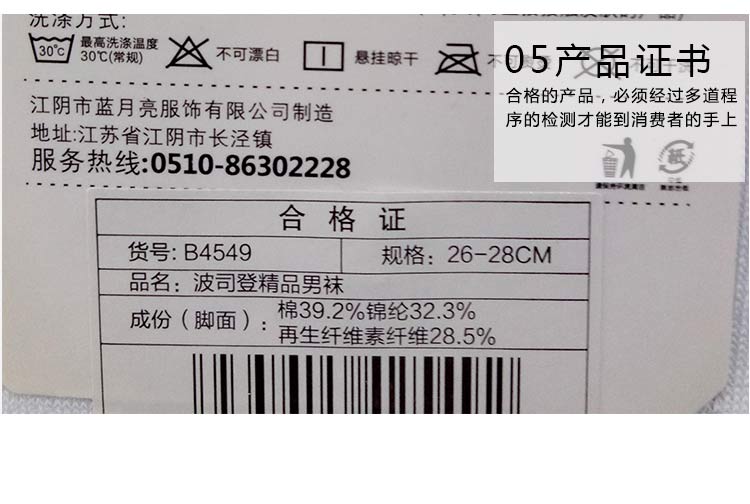 洗涤方式:
30℃
最高洗涤温度
30℃(常规)
不可漂白
悬挂晾干
05产品证书
合格的产品，必须经过多道程
序的检测才能到消费者的手上
江阴市蓝月亮服饰有限公司制造
地址:江苏省江阴市长泾镇
服务热线:0510-86302228
合格证
货号: B4549
规格: 26-28CM
品名: 波司登精品男袜
成份（脚面）:
棉39.2%锦纶32.3%
再生纤维素纤维28.5%